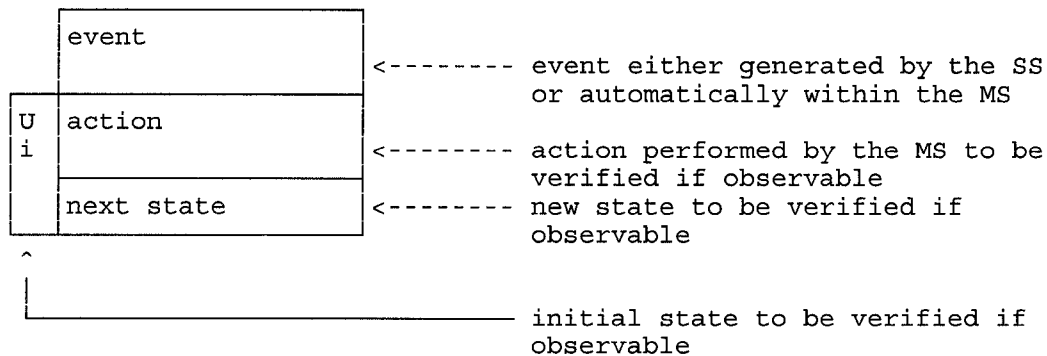 event
<-------- event either generated by the SS
or automatically within the MS
U action
i <-------- action performed by the MS to be
verified if observable
next state <-------- new state to be verified if
observable
^
initial state to be verified if
observable